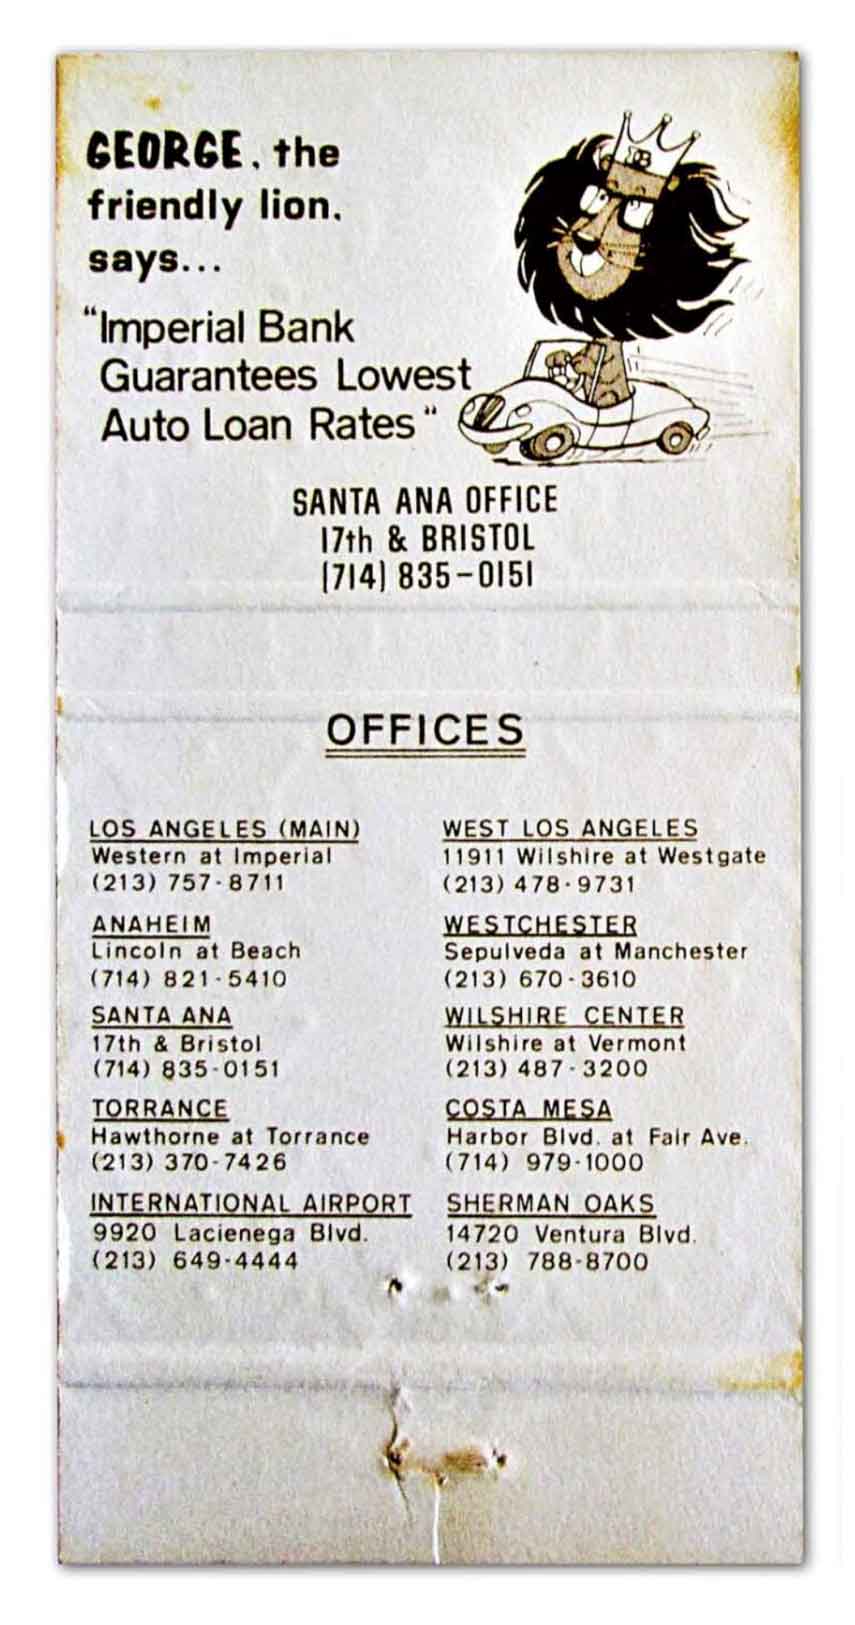 GEORGE, the
friendly lion,
says...
"Imperial Bank
Guarantees Lowest
Auto Loan Rates"
IB
SANTA ANA OFFICE
17th & BRISTOL
(714) 835-0151
OFFICES
LOS ANGELES (MAIN)
Western at Imperial
(213) 757-8711
ANAHEIM
Lincoln at Beach
(714) 821-5410
SANTA ANA
17th & Bristol
(714) 835-0151
TORRANCE
Hawthorne at Torrance
(213) 370-7426
INTERNATIONAL AIRPORT
9920 Lacienega Blvd.
(213) 649-4444
WEST LOS ANGELES
11911 Wilshire at Westgate
(213) 478-9731
WESTCHESTER
Sepulveda at Manchester
(213) 670-3610
WILSHIRE CENTER
Wilshire at Vermont
(213) 487-3200
COSTA MESA
Harbor Blvd. at Fair Ave.
(714) 979-1000
SHERMAN OAKS
14720 Ventura Blvd.
(213) 788-8700